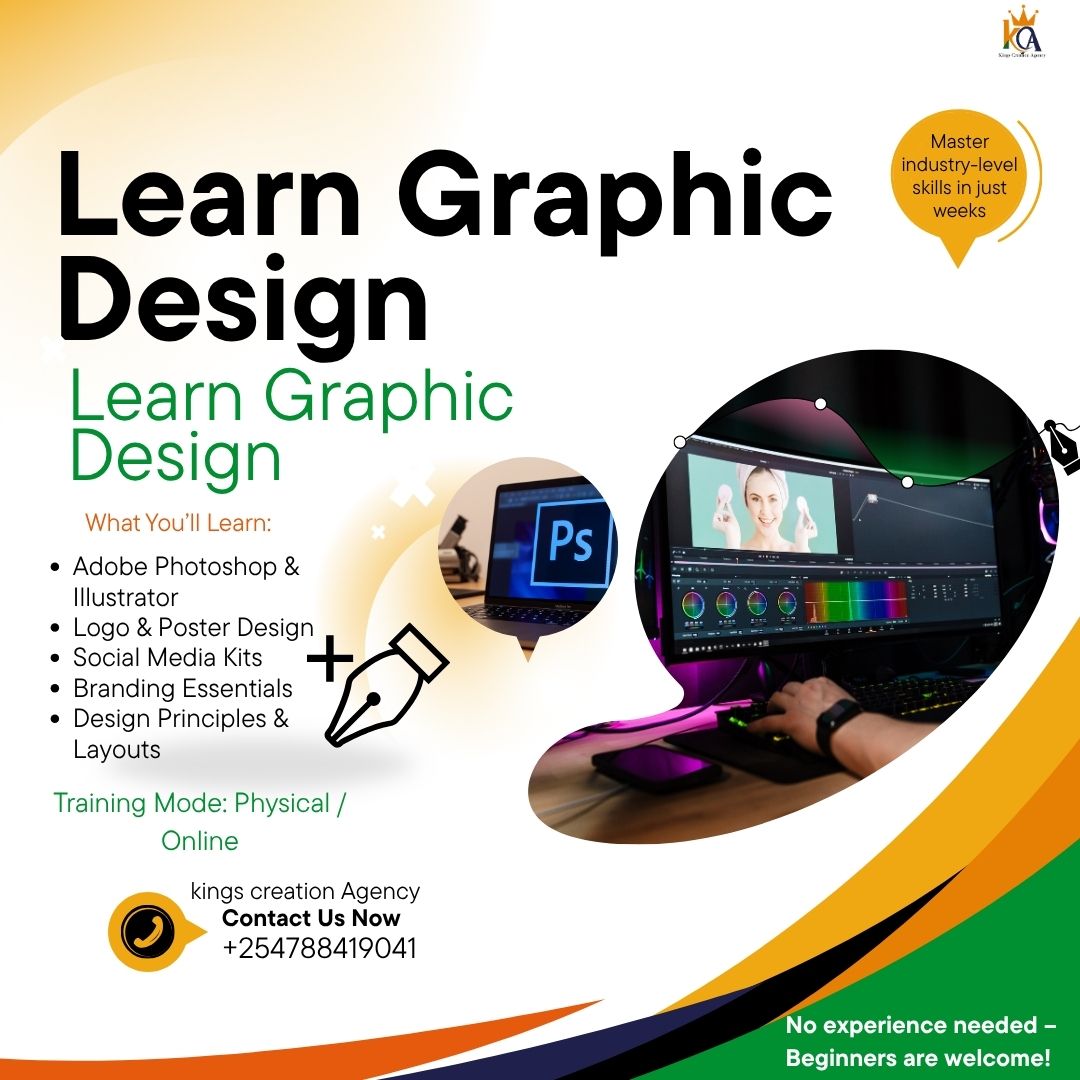 KCA
Kings Creation Agency
Master
industry-level
skills in just
weeks
Learn Graphic
Design
Learn Graphic
Design
What You’ll Learn:
• Adobe Photoshop &
Illustrator
• Logo & Poster Design
• Social Media Kits
• Branding Essentials
• Design Principles &
Layouts
Ps
Training Mode: Physical /
Online
kings creation Agency
Contact Us Now
+254788419041
No experience needed –
Beginners are welcome!